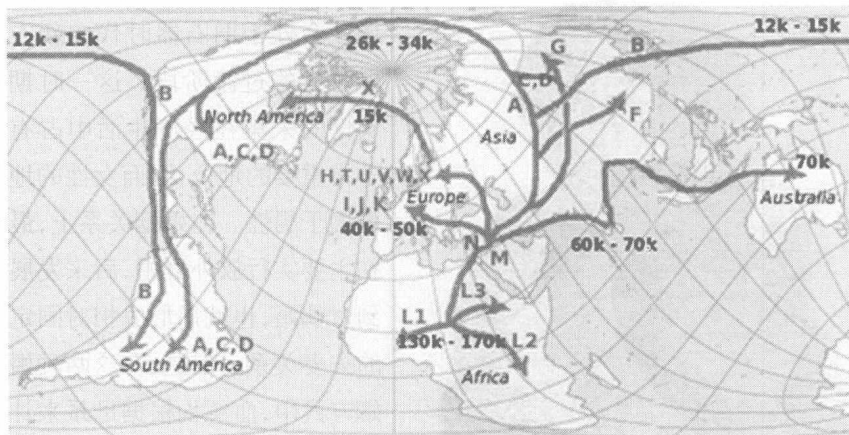 12k - 15k
26k - 34k
12k - 15k
G
B
C,D
X
A
B
North America
15k
Asia
F
A,C,D
70k
H,T,U,V,W,X
Europe
Australia
I,J,K
40k - 50k
N
M
60k - 70k
L3
B
L1
130k - 170k
L2
A,C,D
South America
Africa